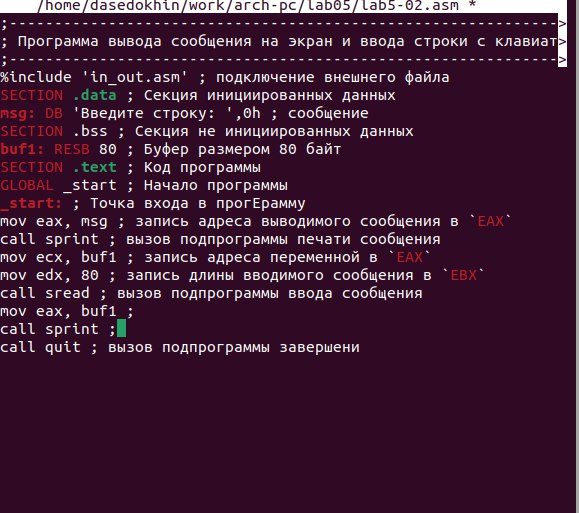 /home/dasedokhin/work/arch-pc/lab05/lab5-02.asm *
;--------------------------------------------------------------->
; Программа вывода сообщения на экран и ввода строки с клавиат>
;--------------------------------------------------------------->
%include 'in_out.asm' ; подключение внешнего файла
SECTION .data ; Секция инициированных данных
msg: DB 'Введите строку: ',0h ; сообщение
SECTION .bss ; Секция не инициированных данных
buf1: RESB 80 ; Буфер размером 80 байт
SECTION .text ; Код программы
GLOBAL _start ; Начало программы
_start: ; Точка входа в прогЕрамму
mov eax, msg ; запись адреса выводимого сообщения в `EAX`
call sprint ; вызов подпрограммы печати сообщения
mov ecx, buf1 ; запись адреса переменной в `EAX`
mov edx, 80 ; запись длины вводимого сообщения в `EBX`
call sread ; вызов подпрограммы ввода сообщения
mov eax, buf1 ;
call sprint ;
call quit ; вызов подпрограммы завершени